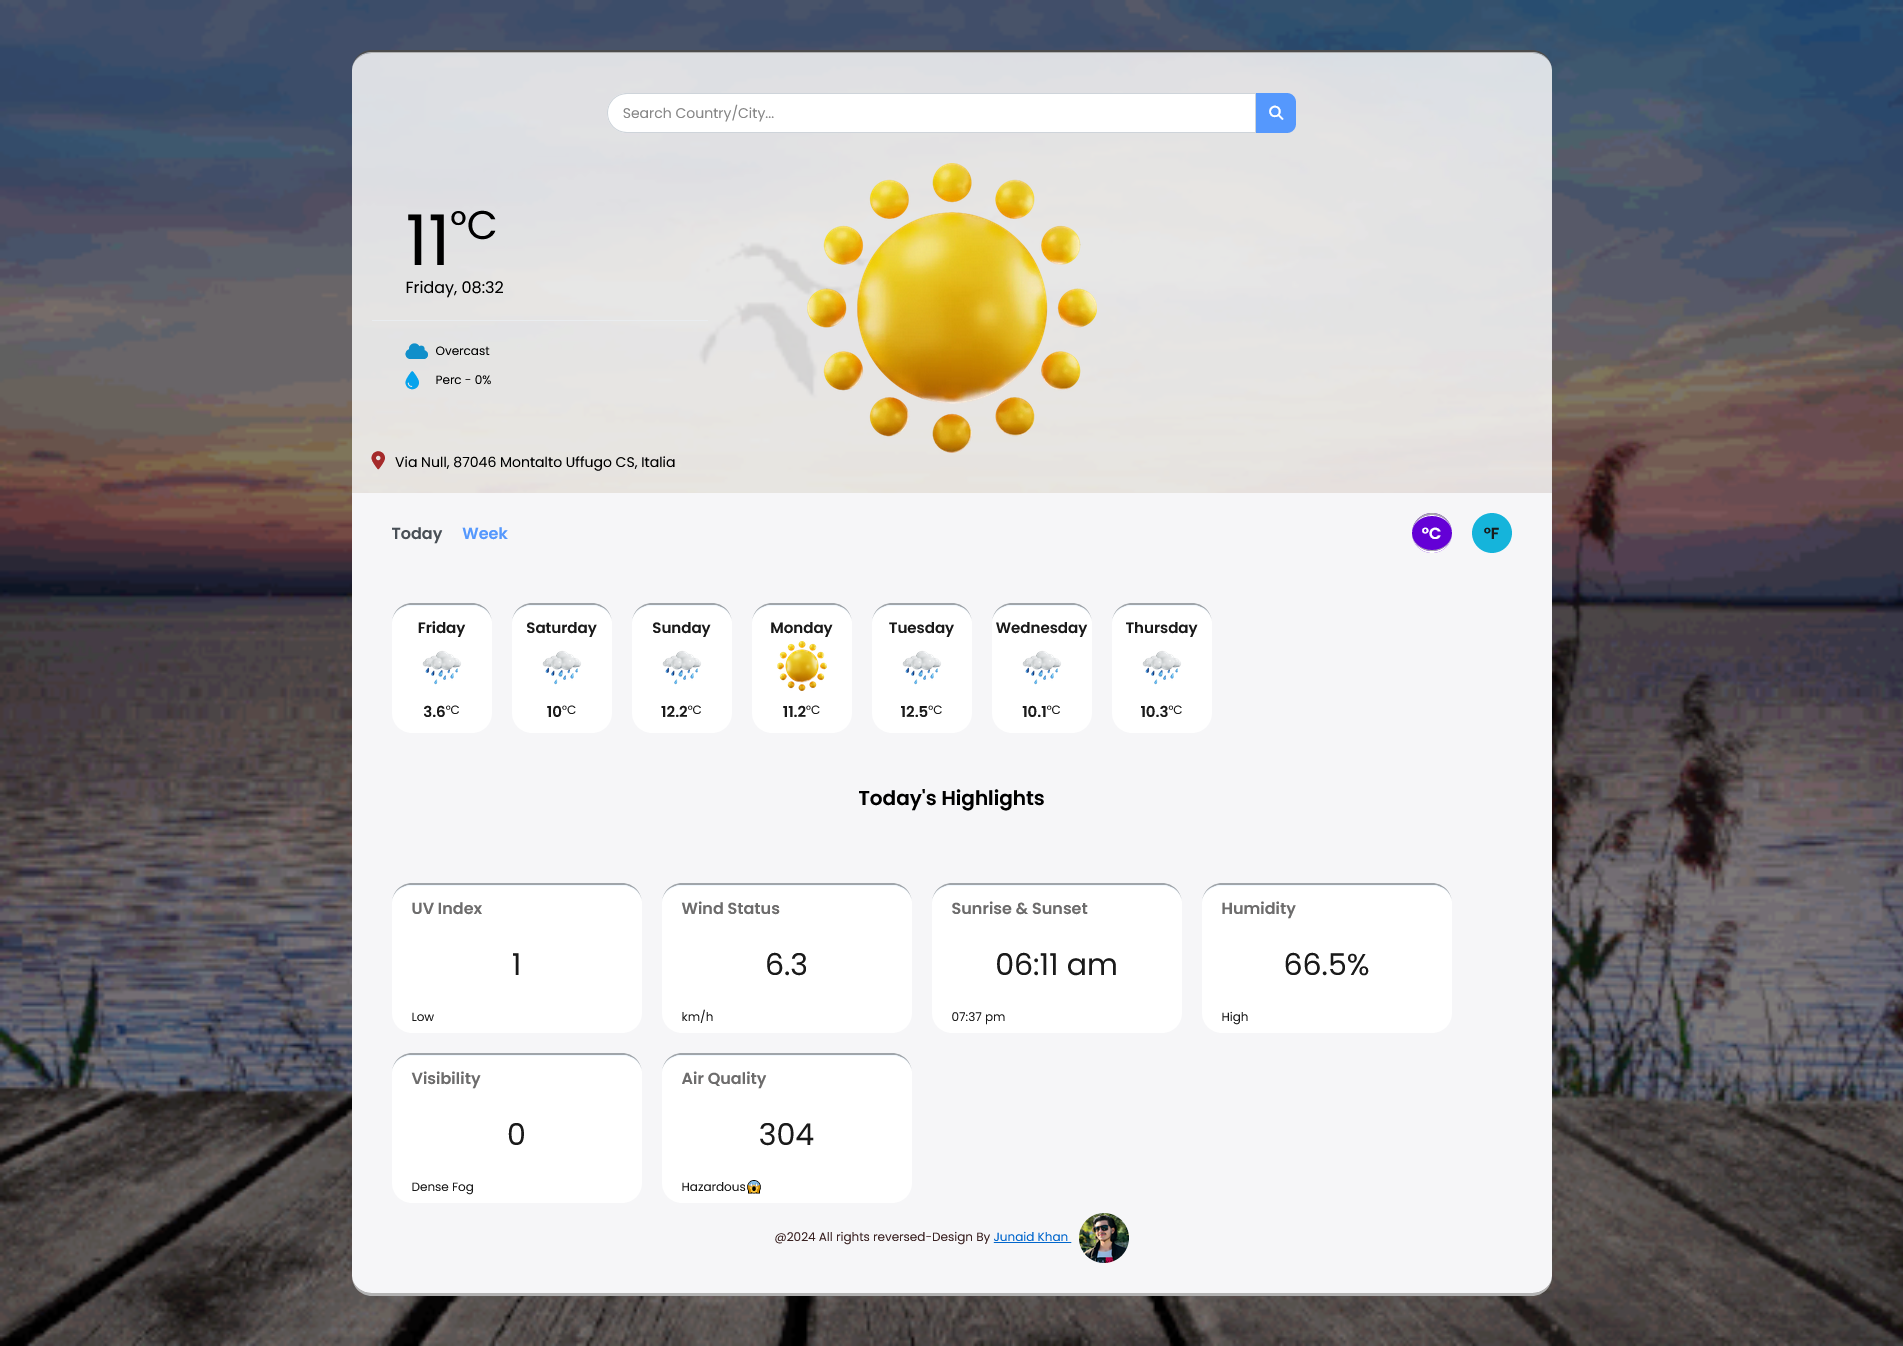 Search Country/City...
11°C
Friday, 08:32
Overcast
Perc - 0%
Via Null, 87046 Montalto Uffugo CS, Italia
Today Week °C °F
Friday Saturday Sunday Monday Tuesday Wednesday Thursday
3.6°C 10°C 12.2°C 11.2°C 12.5°C 10.1°C 10.3°C
Today's Highlights
UV Index
1
Low
Wind Status
6.3
km/h
Sunrise & Sunset
06:11 am
07:37 pm
Humidity
66.5%
High
Visibility
0
Dense Fog
Air Quality
304
Hazardous😱
@2024 All rights reversed-Design By Junaid Khan